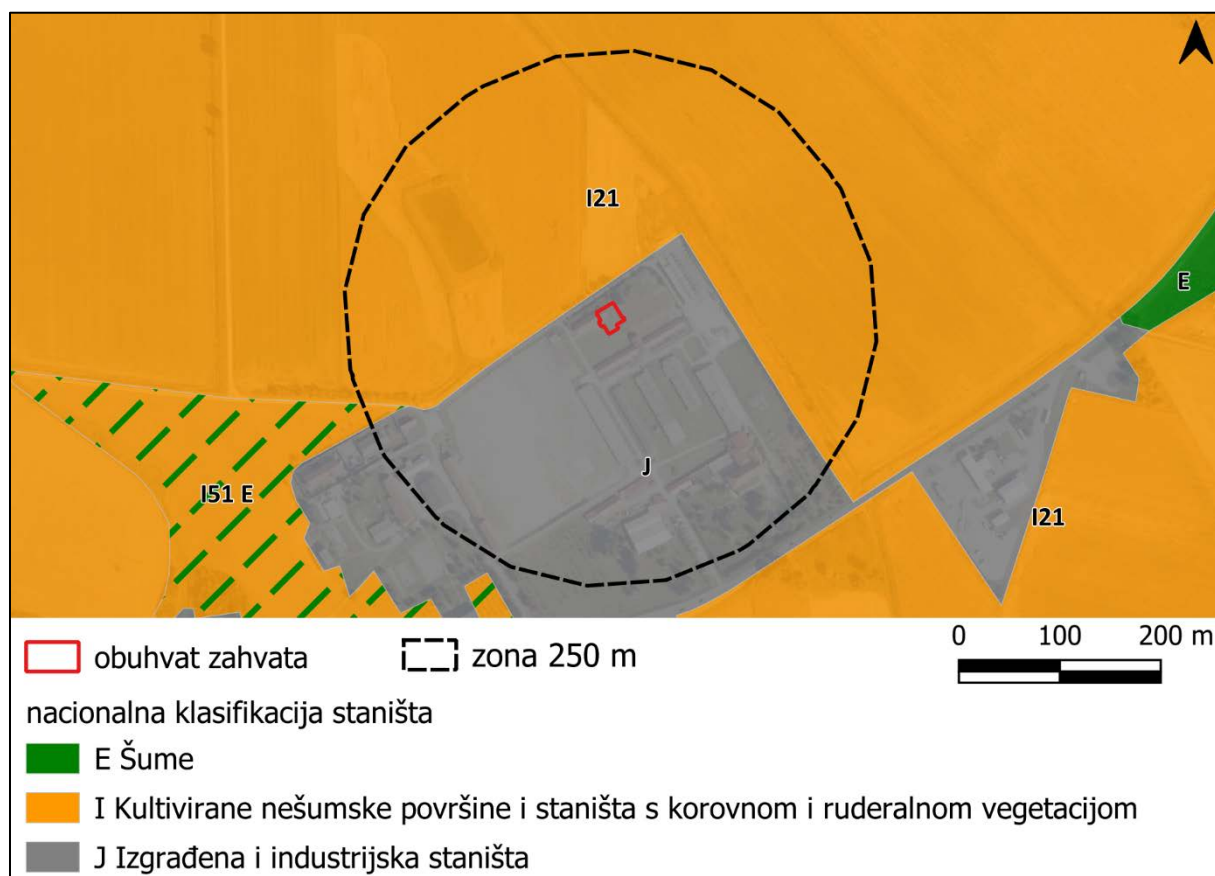 I21
E
J
I51 E
I21
0 100 200 m
obuhvat zahvata
zona 250 m
nacionalna klasifikacija staništa
E Šume
I Kultivirane nešumske površine i staništa s korovnom i ruderalnom vegetacijom
J Izgrađena i industrijska staništa